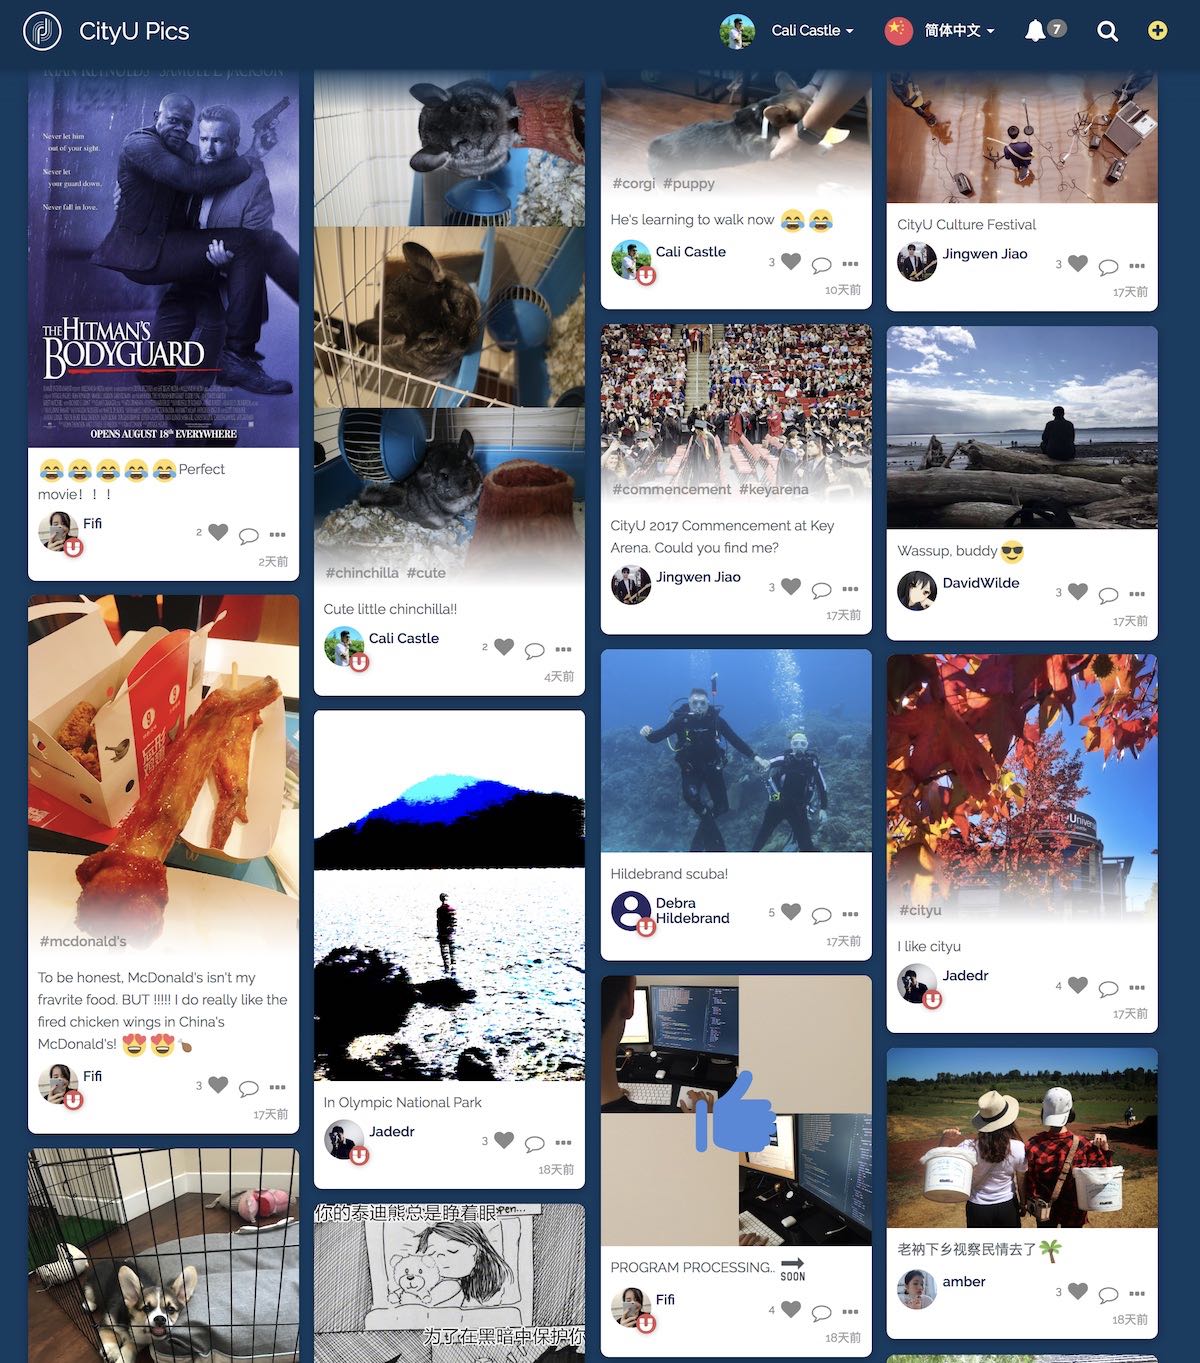 CityU Pics
Cali Castle
简体中文
7
RYAN REYNOLDS SAMUEL L. JACKSON
Never let him
out of your sight.
Never let
your guard down.
Never fall in love.
THE HITMAN'S
BODYGUARD
OPENS AUGUST 18th EVERYWHERE
😂😂😂😂😂Perfect
movie！！！
Fifi
2
2天前
#mcdonald's
To be honest, McDonald's isn't my
fravrite food. BUT !!!!! I do really like the
fired chicken wings in China's
McDonald's! 😍😍🍗
Fifi
3
17天前
#chinchilla #cute
Cute little chinchilla!!
Cali Castle
2
4天前
In Olympic National Park
Jadedr
3
18天前
你的泰迪熊总是睁着眼
pen...
为了在黑暗中保护你
#corgi #puppy
He's learning to walk now 😂😂
Cali Castle
3
10天前
#commencement #keyarena
CityU 2017 Commencement at Key
Arena. Could you find me?
Jingwen Jiao
3
17天前
Hildebrand scuba!
Debra
Hildebrand
5
17天前
PROGRAM PROCESSING.. 🔜
SOON
Fifi
4
18天前
CityU Culture Festival
Jingwen Jiao
3
17天前
Wassup, buddy 😎
DavidWilde
3
17天前
#cityu
I like cityu
Jadedr
4
17天前
老衲下乡视察民情去了🌴
amber
3
18天前